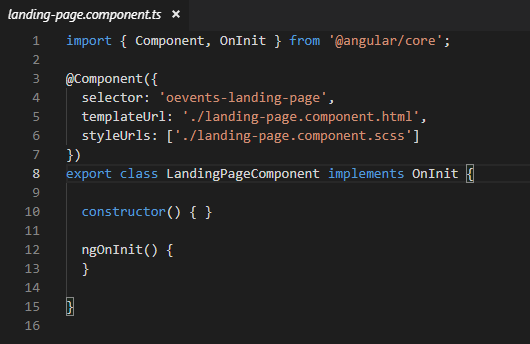 landing-page.component.ts ×
1 import { Component, OnInit } from '@angular/core';
2
3 @Component({
4   selector: 'oevents-landing-page',
5   templateUrl: './landing-page.component.html',
6   styleUrls: ['./landing-page.component.scss']
7 })
8 export class LandingPageComponent implements OnInit {
9
10   constructor() { }
11
12   ngOnInit() {
13   }
14
15 }
16